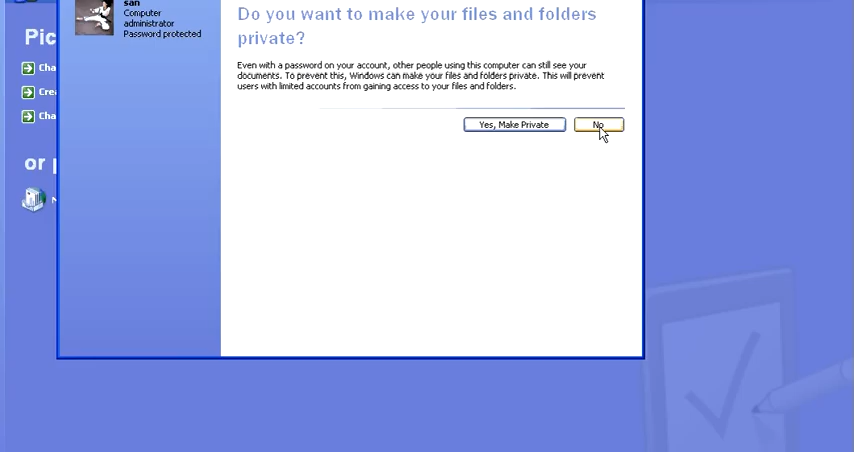 san
Computer
administrator
Password protected
Do you want to make your files and folders
private?
Even with a password on your account, other people using this computer can still see your
documents. To prevent this, Windows can make your files and folders private. This will prevent
users with limited accounts from gaining access to your files and folders.
Yes, Make Private
No
Pic
Cha
Crea
Cha
or p